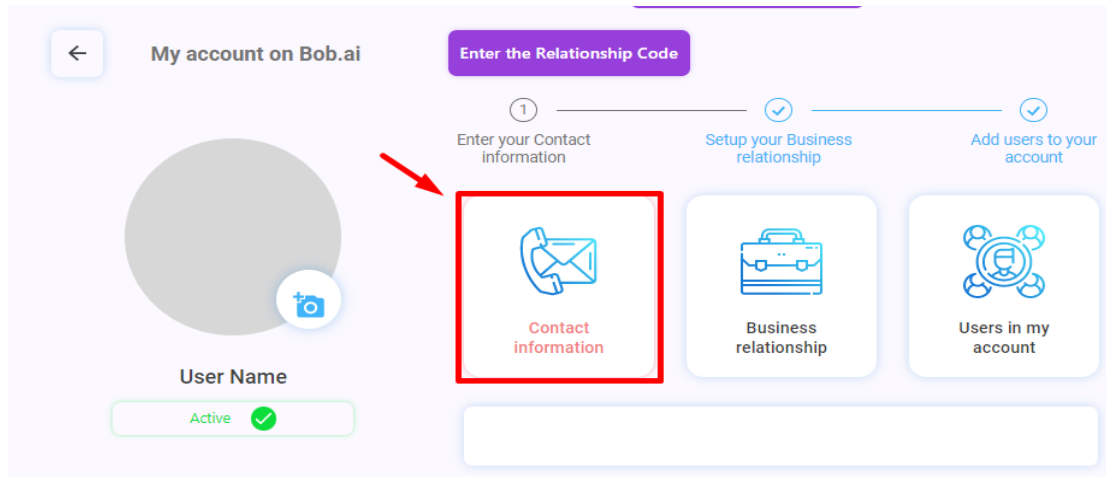 My account on Bob.ai
Enter the Relationship Code
1
Enter your Contact
information
Setup your Business
relationship
Add users to your
account
Contact
information
Business
relationship
Users in my
account
User Name
Active